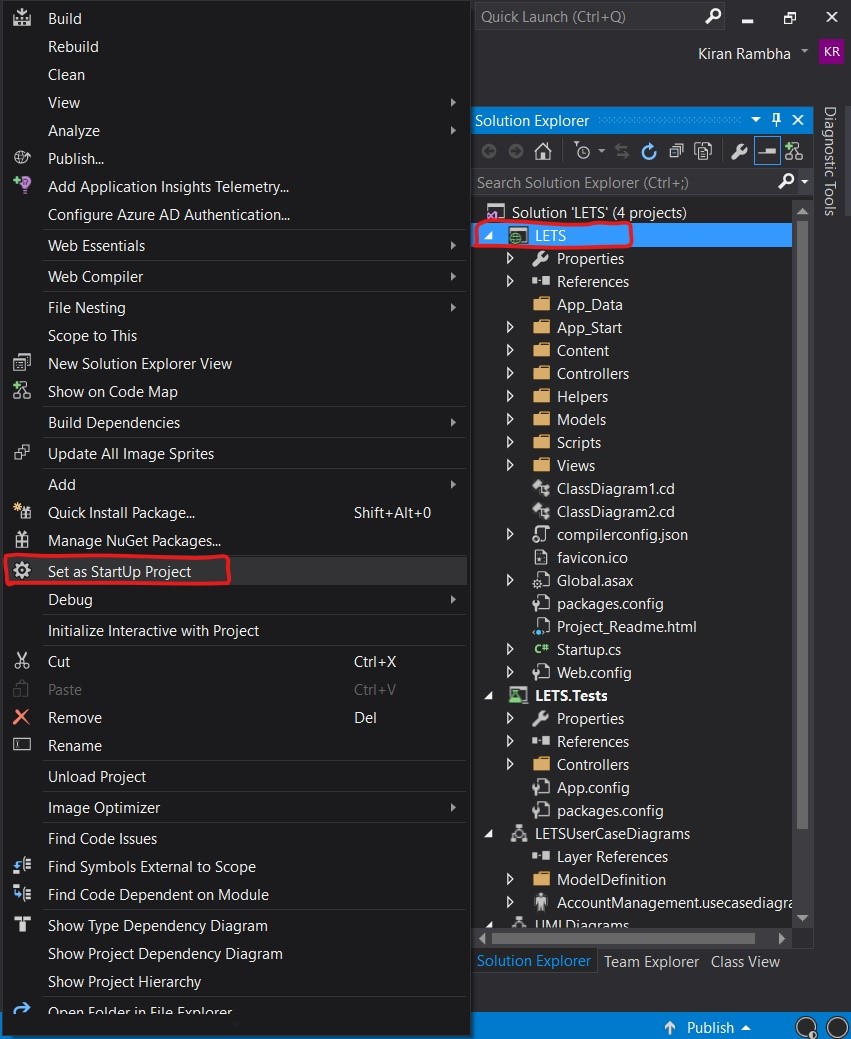 Build
Rebuild
Clean
View
Analyze
Publish...
Add Application Insights Telemetry...
Configure Azure AD Authentication...
Web Essentials
Web Compiler
File Nesting
Scope to This
New Solution Explorer View
Show on Code Map
Build Dependencies
Update All Image Sprites
Add
Quick Install Package... Shift+Alt+0
Manage NuGet Packages...
Set as StartUp Project
Debug
Initialize Interactive with Project
Cut Ctrl+X
Paste Ctrl+V
Remove Del
Rename
Unload Project
Image Optimizer
Find Code Issues
Find Symbols External to Scope
Find Code Dependent on Module
Show Type Dependency Diagram
Show Project Dependency Diagram
Show Project Hierarchy
Open Folder in File Explorer
Quick Launch (Ctrl+Q)
Kiran Rambha KR
Solution Explorer
Search Solution Explorer (Ctrl+;)
Solution 'LETS' (4 projects)
LETS
Properties
References
App_Data
App_Start
Content
Controllers
Helpers
Models
Scripts
Views
ClassDiagram1.cd
ClassDiagram2.cd
compilerconfig.json
favicon.ico
Global.asax
packages.config
Project_Readme.html
C# Startup.cs
Web.config
LETS.Tests
Properties
References
Controllers
App.config
packages.config
LETSUserCaseDiagrams
Layer References
ModelDefinition
AccountManagement.usecasediagra
UMLDiagrams
Solution Explorer Team Explorer Class View
Diagnostic Tools
Publish